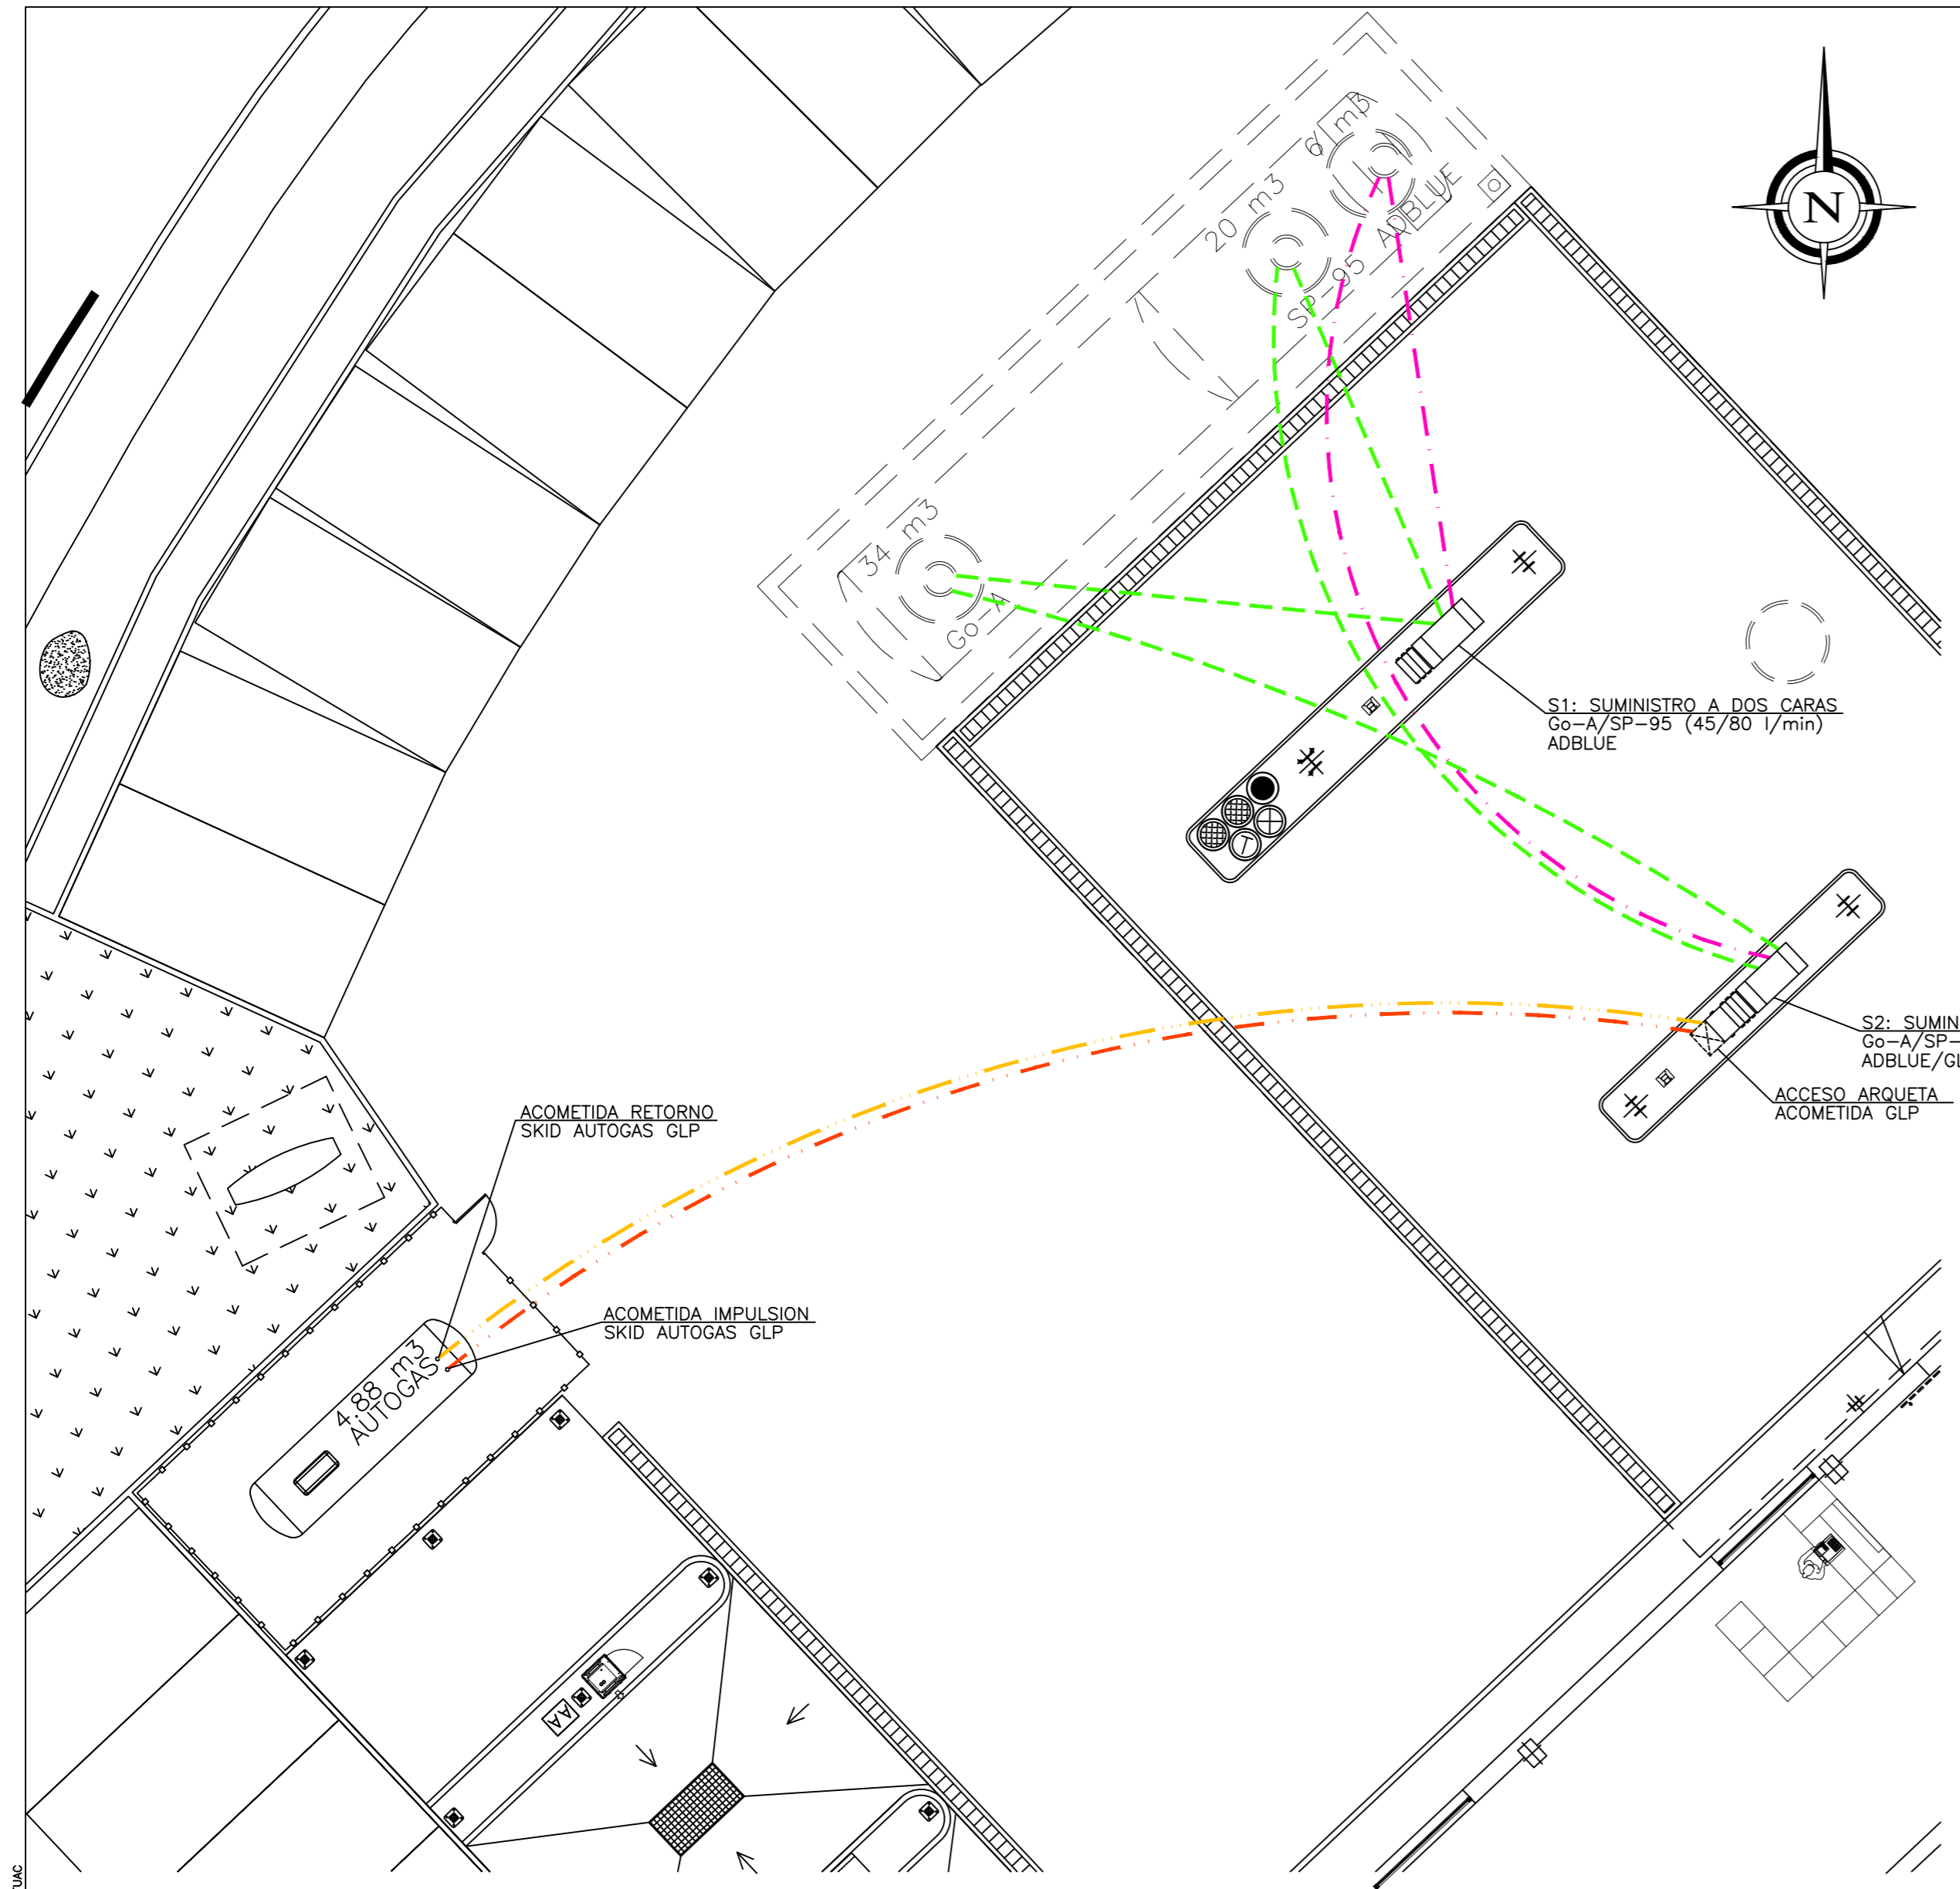 6 m3
ADBLUE
20 m3
SP-95
N
34 m3
Go-A
S1: SUMINISTRO A DOS CARAS
Go-A/SP-95 (45/80 l/min)
ADBLUE
T
S2: SUMIN
Go-A/SP-
ADBLUE/GL
ACCESO ARQUETA
ACOMETIDA GLP
ACOMETIDA RETORNO
SKID AUTOGAS GLP
ACOMETIDA IMPULSION
SKID AUTOGAS GLP
4.88 m3
AUTOGAS
AA
TUAC